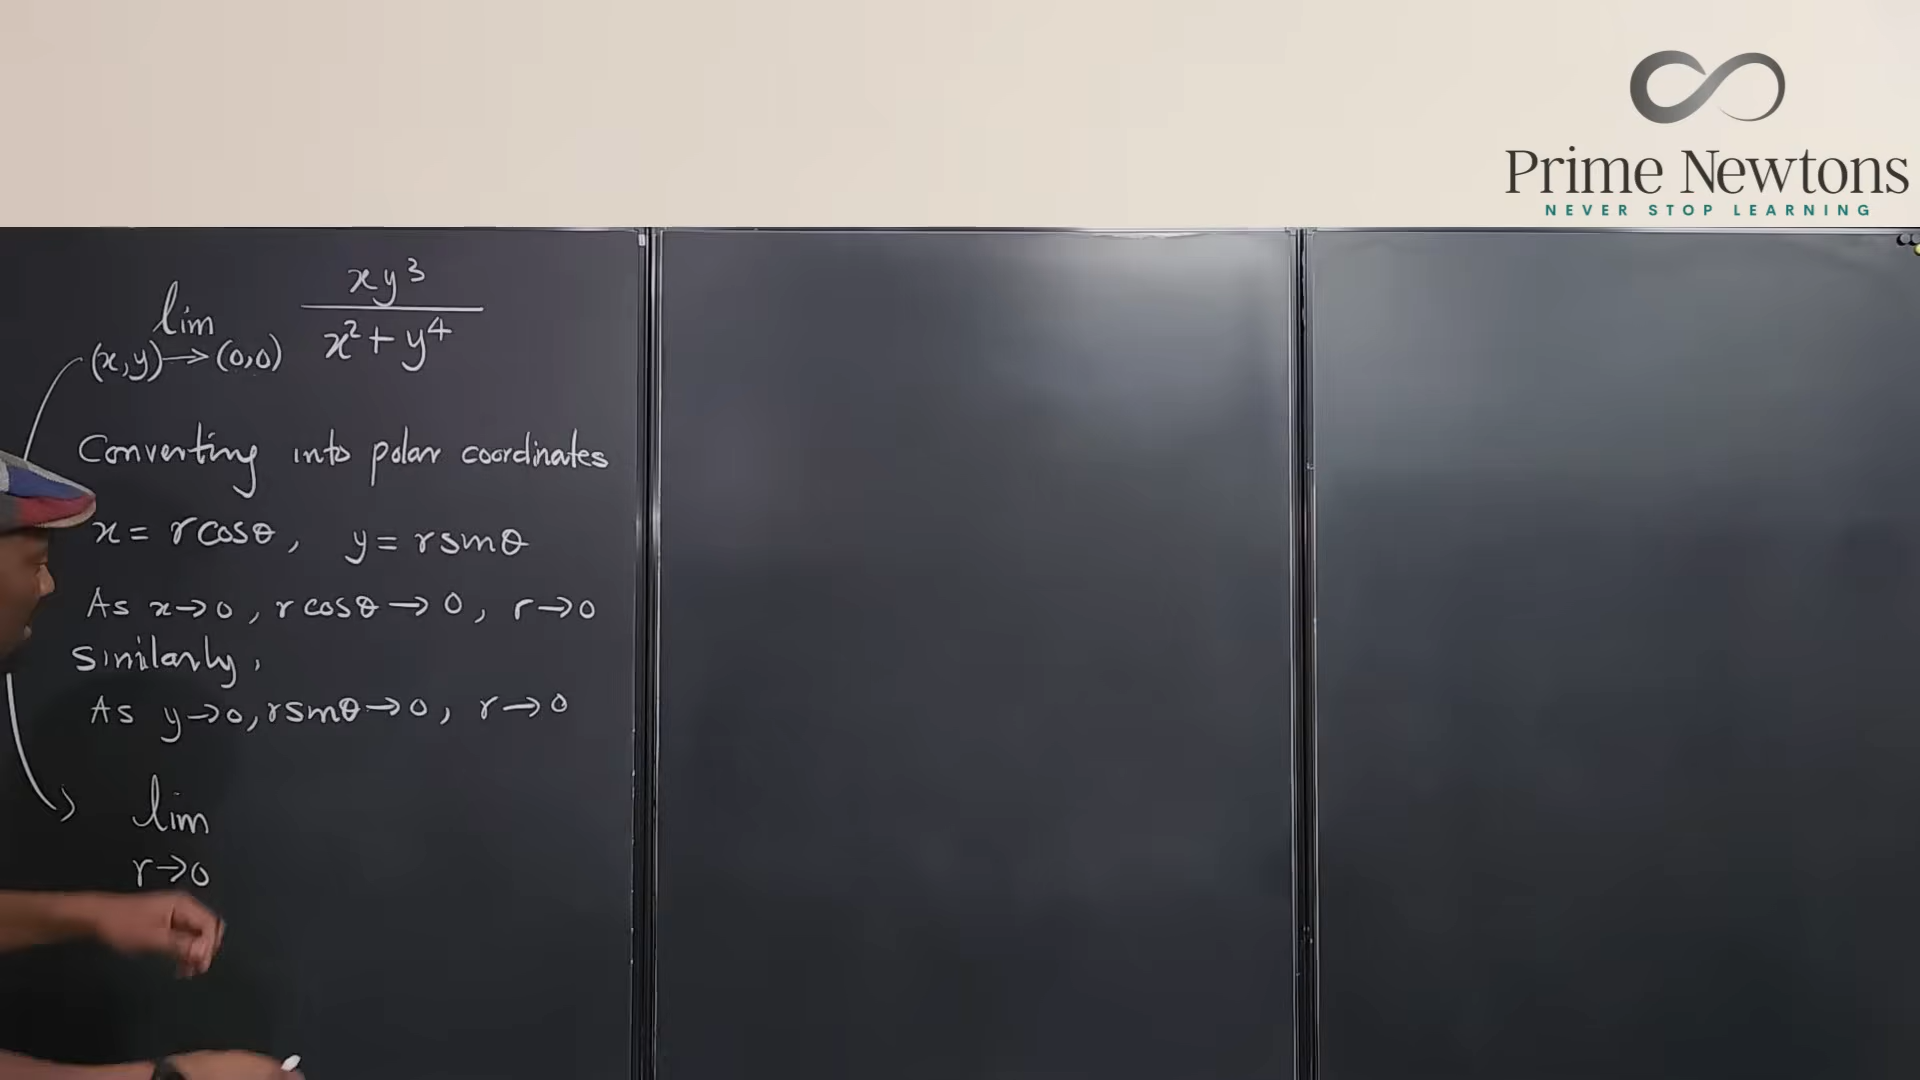 Prime Newtons
NEVER STOP LEARNING
lim xy³ / x² + y⁴
(x,y)→(0,0)
Converting into polar coordinates
x = rcosθ, y = rsinθ
As x→0, r cosθ → 0, r→0
Similarly,
As y→0, rsinθ→0, r→0
lim
r→0